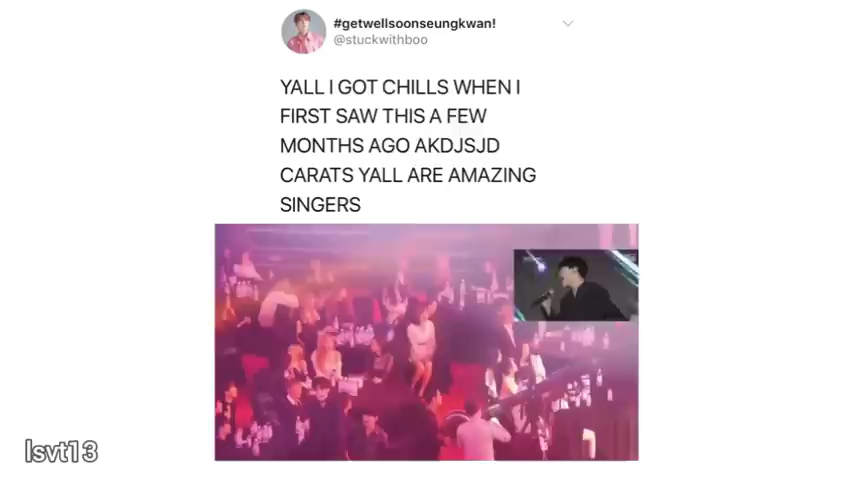 #getwellsoonseungkwan!
@stuckwithboo
YALL I GOT CHILLS WHEN I
FIRST SAW THIS A FEW
MONTHS AGO AKDJSJD
CARATS YALL ARE AMAZING
SINGERS
lsvt13